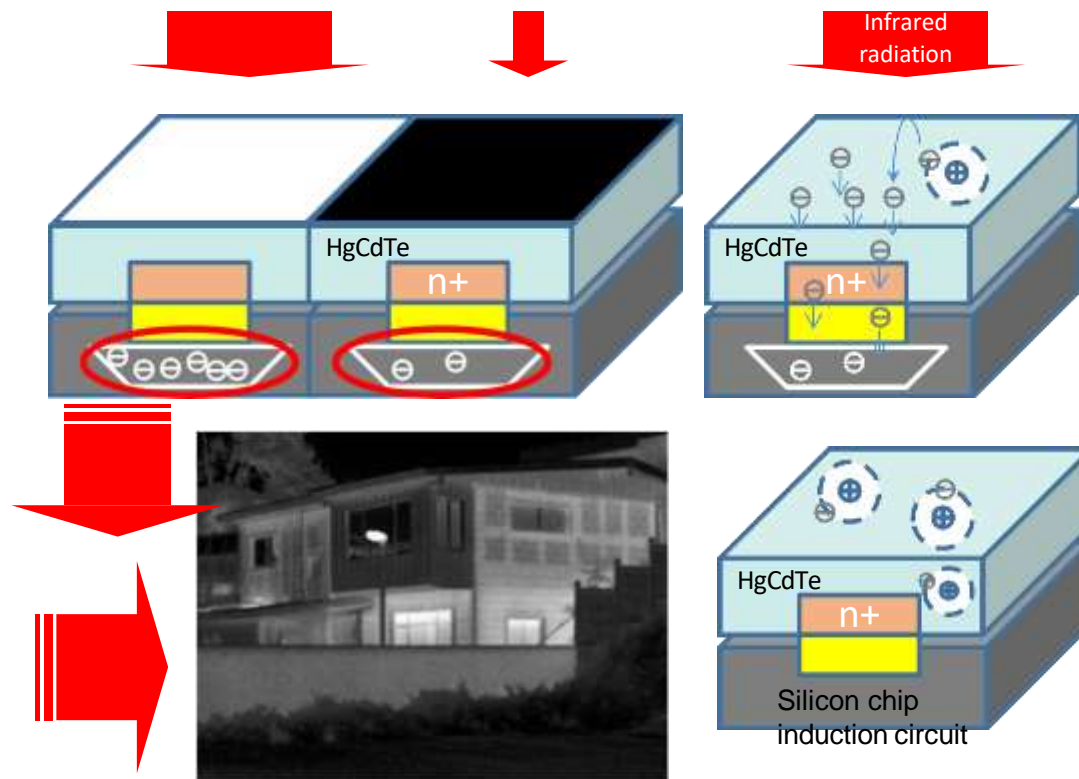 Infrared
radiation
HgCdTe
n+
HgCdTe
n+
HgCdTe
n+
Silicon chip
induction circuit